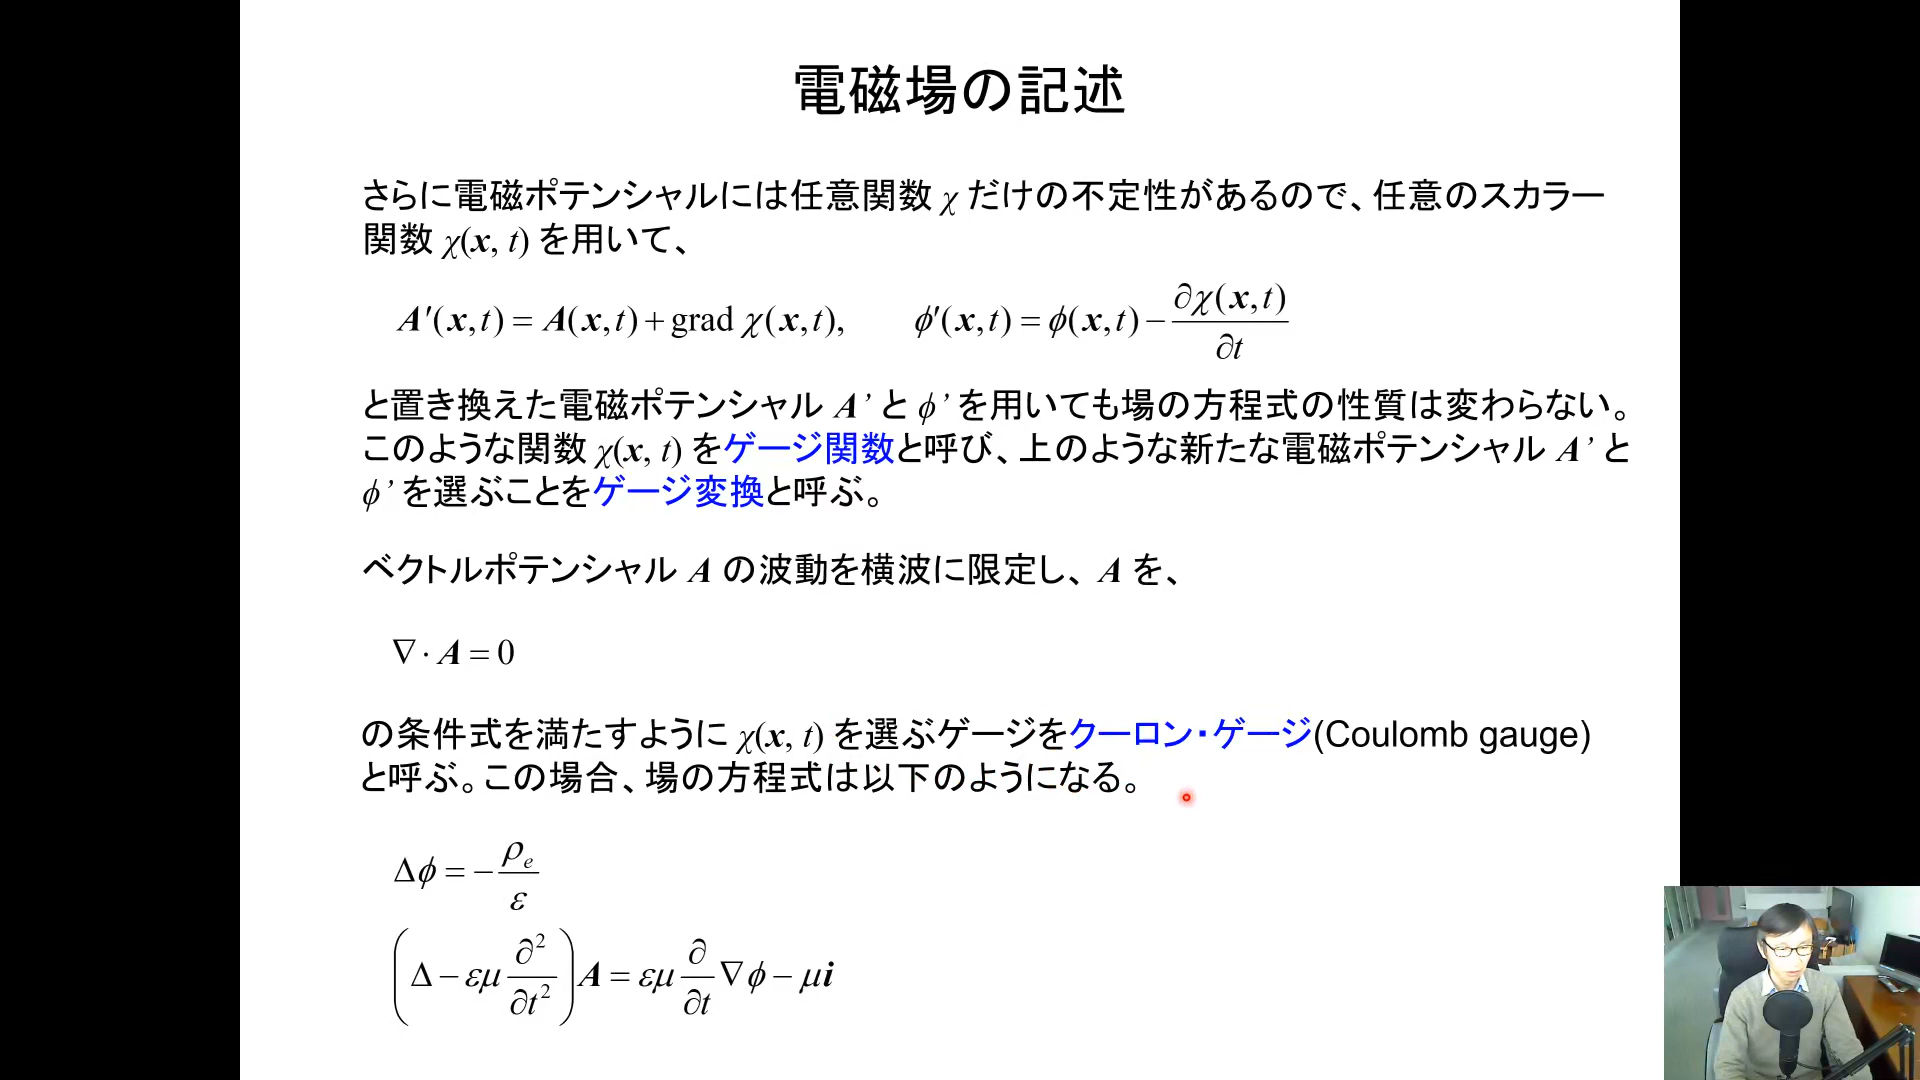 電磁場の記述
さらに電磁ポテンシャルには任意関数 χ だけの不定性があるので、任意のスカラー
関数 χ(x, t) を用いて、
A′(x,t) = A(x,t) + grad χ(x,t),  ϕ′(x,t) = ϕ(x,t) − ∂χ(x,t)/∂t
と置き換えた電磁ポテンシャル A’ と ϕ’ を用いても場の方程式の性質は変わらない。
このような関数 χ(x, t) をゲージ関数と呼び、上のような新たな電磁ポテンシャル A’ と
ϕ’ を選ぶことをゲージ変換と呼ぶ。
ベクトルポテンシャル A の波動を横波に限定し、A を、
∇ · A = 0
の条件式を満たすように χ(x, t) を選ぶゲージをクーロン・ゲージ(Coulomb gauge)
と呼ぶ。この場合、場の方程式は以下のようになる。
Δϕ = − ρₑ/ε
(Δ − εμ ∂²/∂t²) A = εμ ∂/∂t ∇ϕ − μi